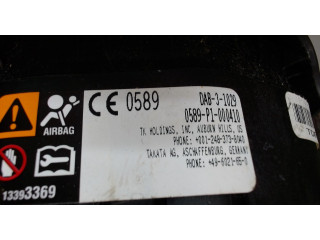 CE 0589
DAB-3-1029
0589-P1-000410
AIRBAG
TK HOLDINGS, INC, AUBURN HILLS, US
PHONE: +001-248-373-8040
TAKATA AG, ASCHAFFENBURG, GERMANY
PHONE: +49-6021-65-0
13393369